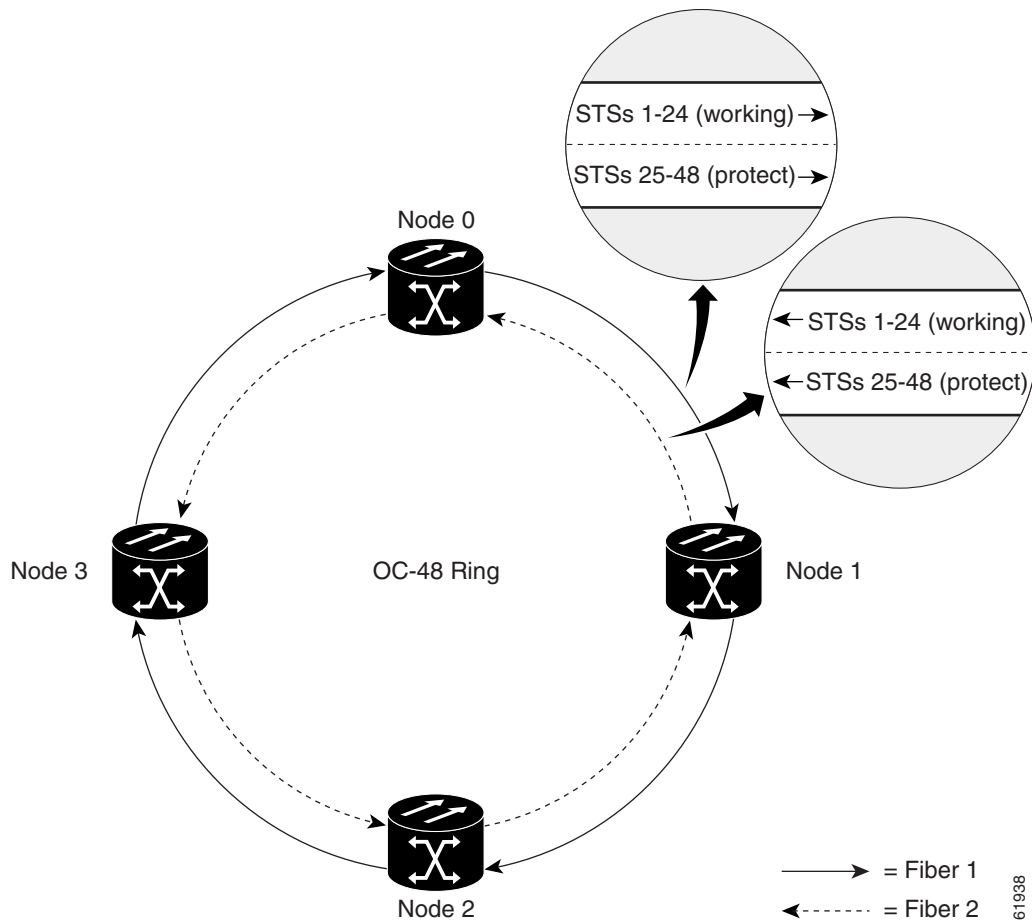 STSs 1-24 (working)
STSs 25-48 (protect)
Node 0
STSs 1-24 (working)
STSs 25-48 (protect)
Node 3
OC-48 Ring
Node 1
Node 2
= Fiber 1
= Fiber 2
61938